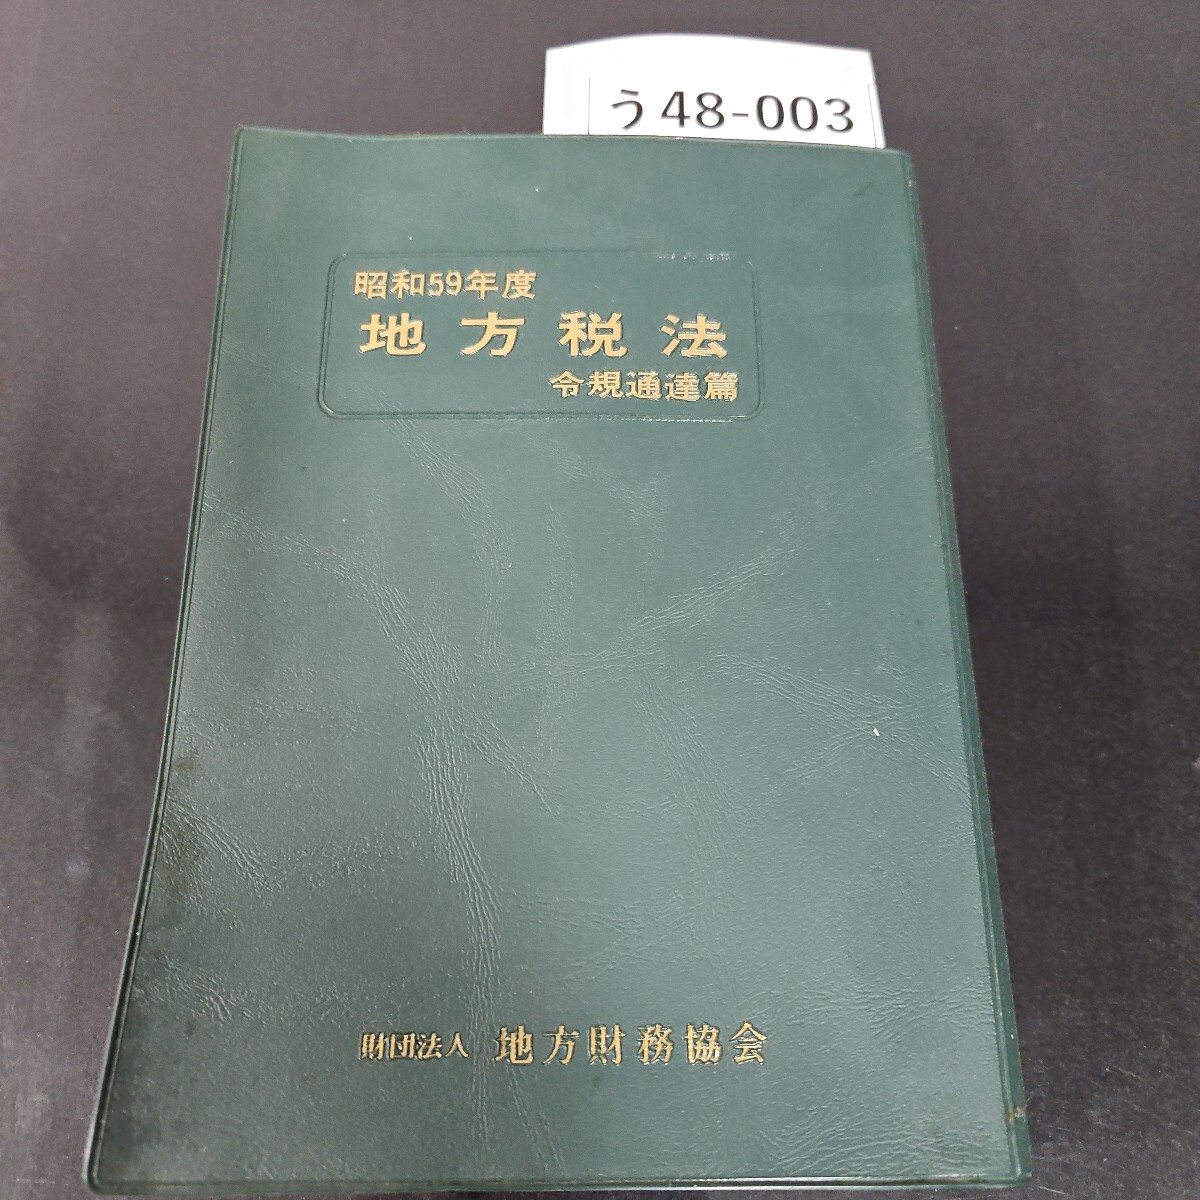 う48-003
昭和59年度
地方税法
令規通達篇
財団法人 地方財務協会